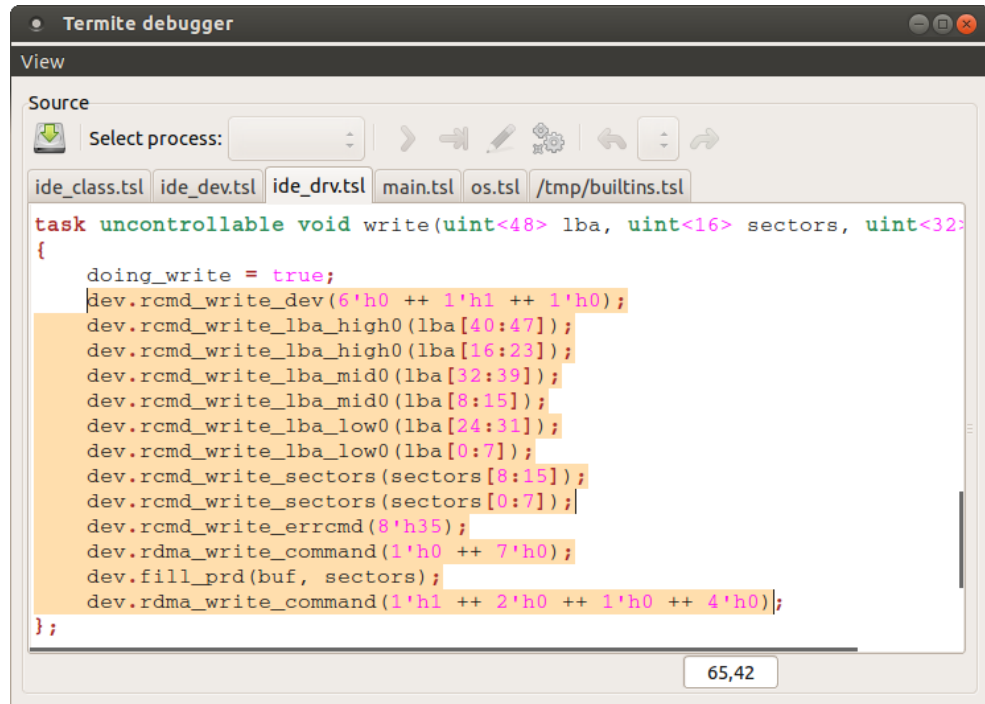 Termite debugger
View
Source
Select process:
ide_class.tsl ide_dev.tsl ide_drv.tsl main.tsl os.tsl /tmp/builtins.tsl
task uncontrollable void write(uint<48> lba, uint<16> sectors, uint<32>
{
    doing_write = true;
    dev.rcmd_write_dev(6'h0 ++ 1'h1 ++ 1'h0);
    dev.rcmd_write_lba_high0(lba[40:47]);
    dev.rcmd_write_lba_high0(lba[16:23]);
    dev.rcmd_write_lba_mid0(lba[32:39]);
    dev.rcmd_write_lba_mid0(lba[8:15]);
    dev.rcmd_write_lba_low0(lba[24:31]);
    dev.rcmd_write_lba_low0(lba[0:7]);
    dev.rcmd_write_sectors(sectors[8:15]);
    dev.rcmd_write_sectors(sectors[0:7]);
    dev.rcmd_write_errcmd(8'h35);
    dev.rdma_write_command(1'h0 ++ 7'h0);
    dev.fill_prd(buf, sectors);
    dev.rdma_write_command(1'h1 ++ 2'h0 ++ 1'h0 ++ 4'h0);
};
65,42